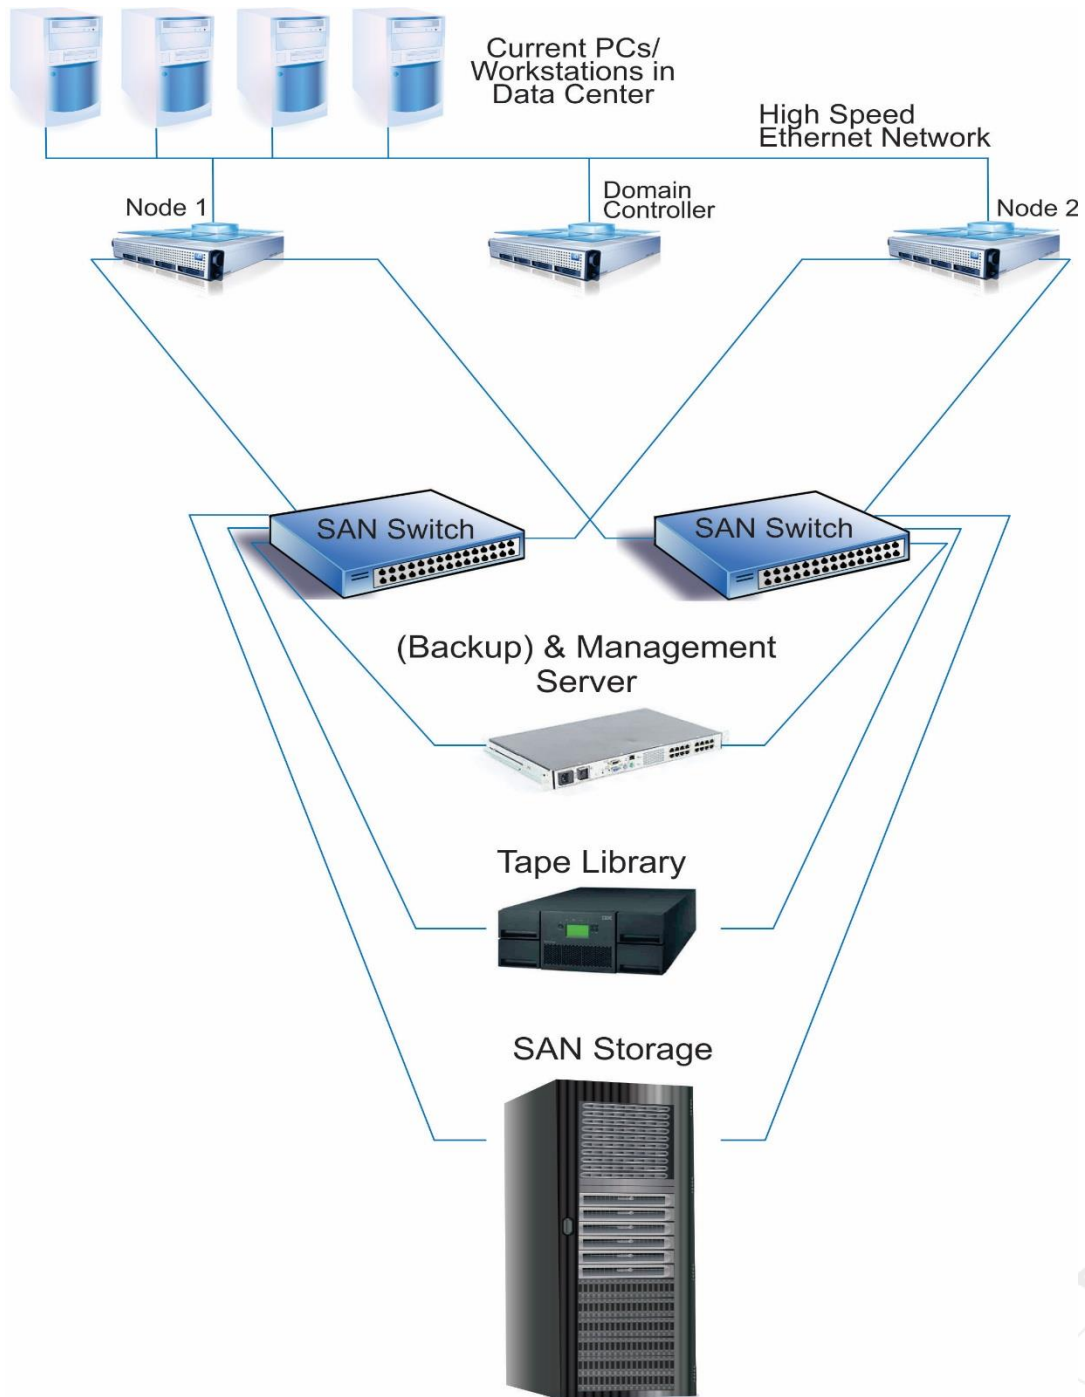 Current PCs/
Workstations in
Data Center
High Speed
Ethernet Network
Node 1
Domain
Controller
Node 2
SAN Switch
SAN Switch
(Backup) & Management
Server
Tape Library
SAN Storage